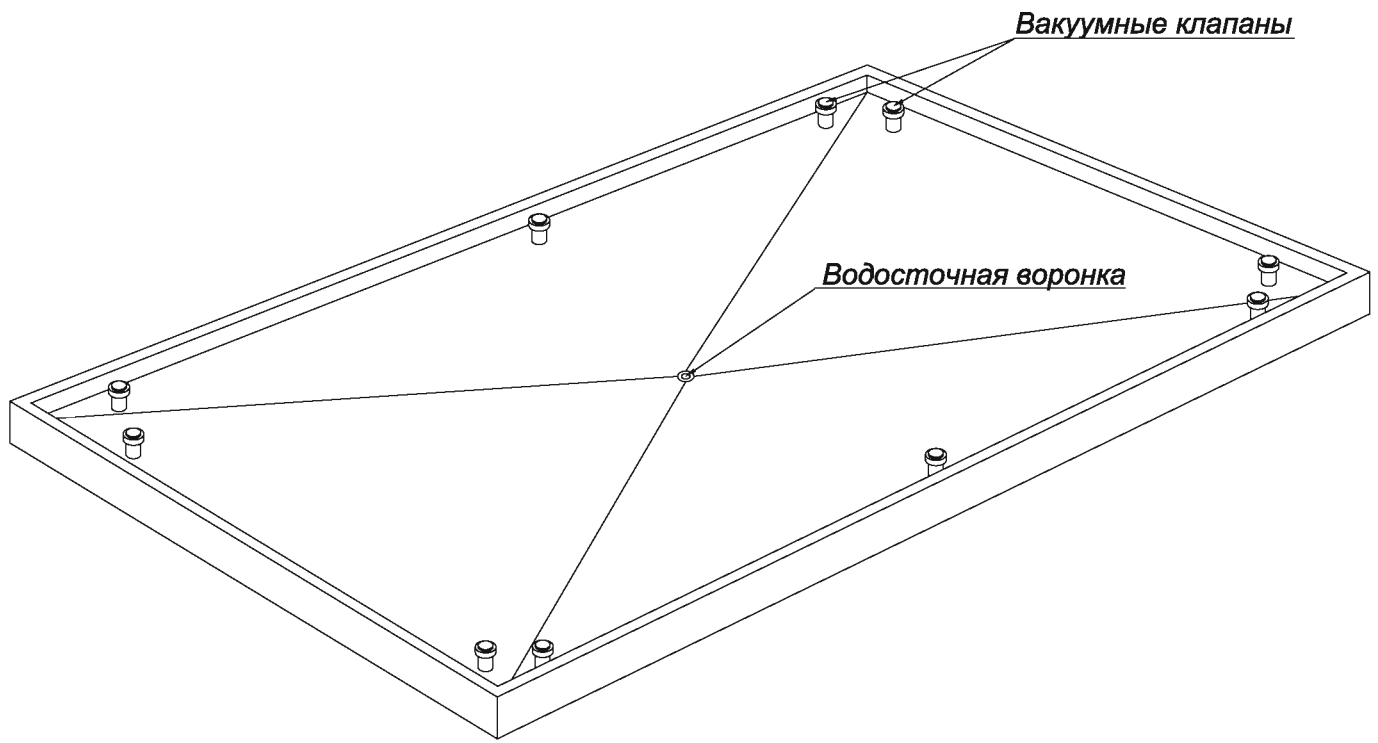 Вакуумные клапаны
Водосточная воронка